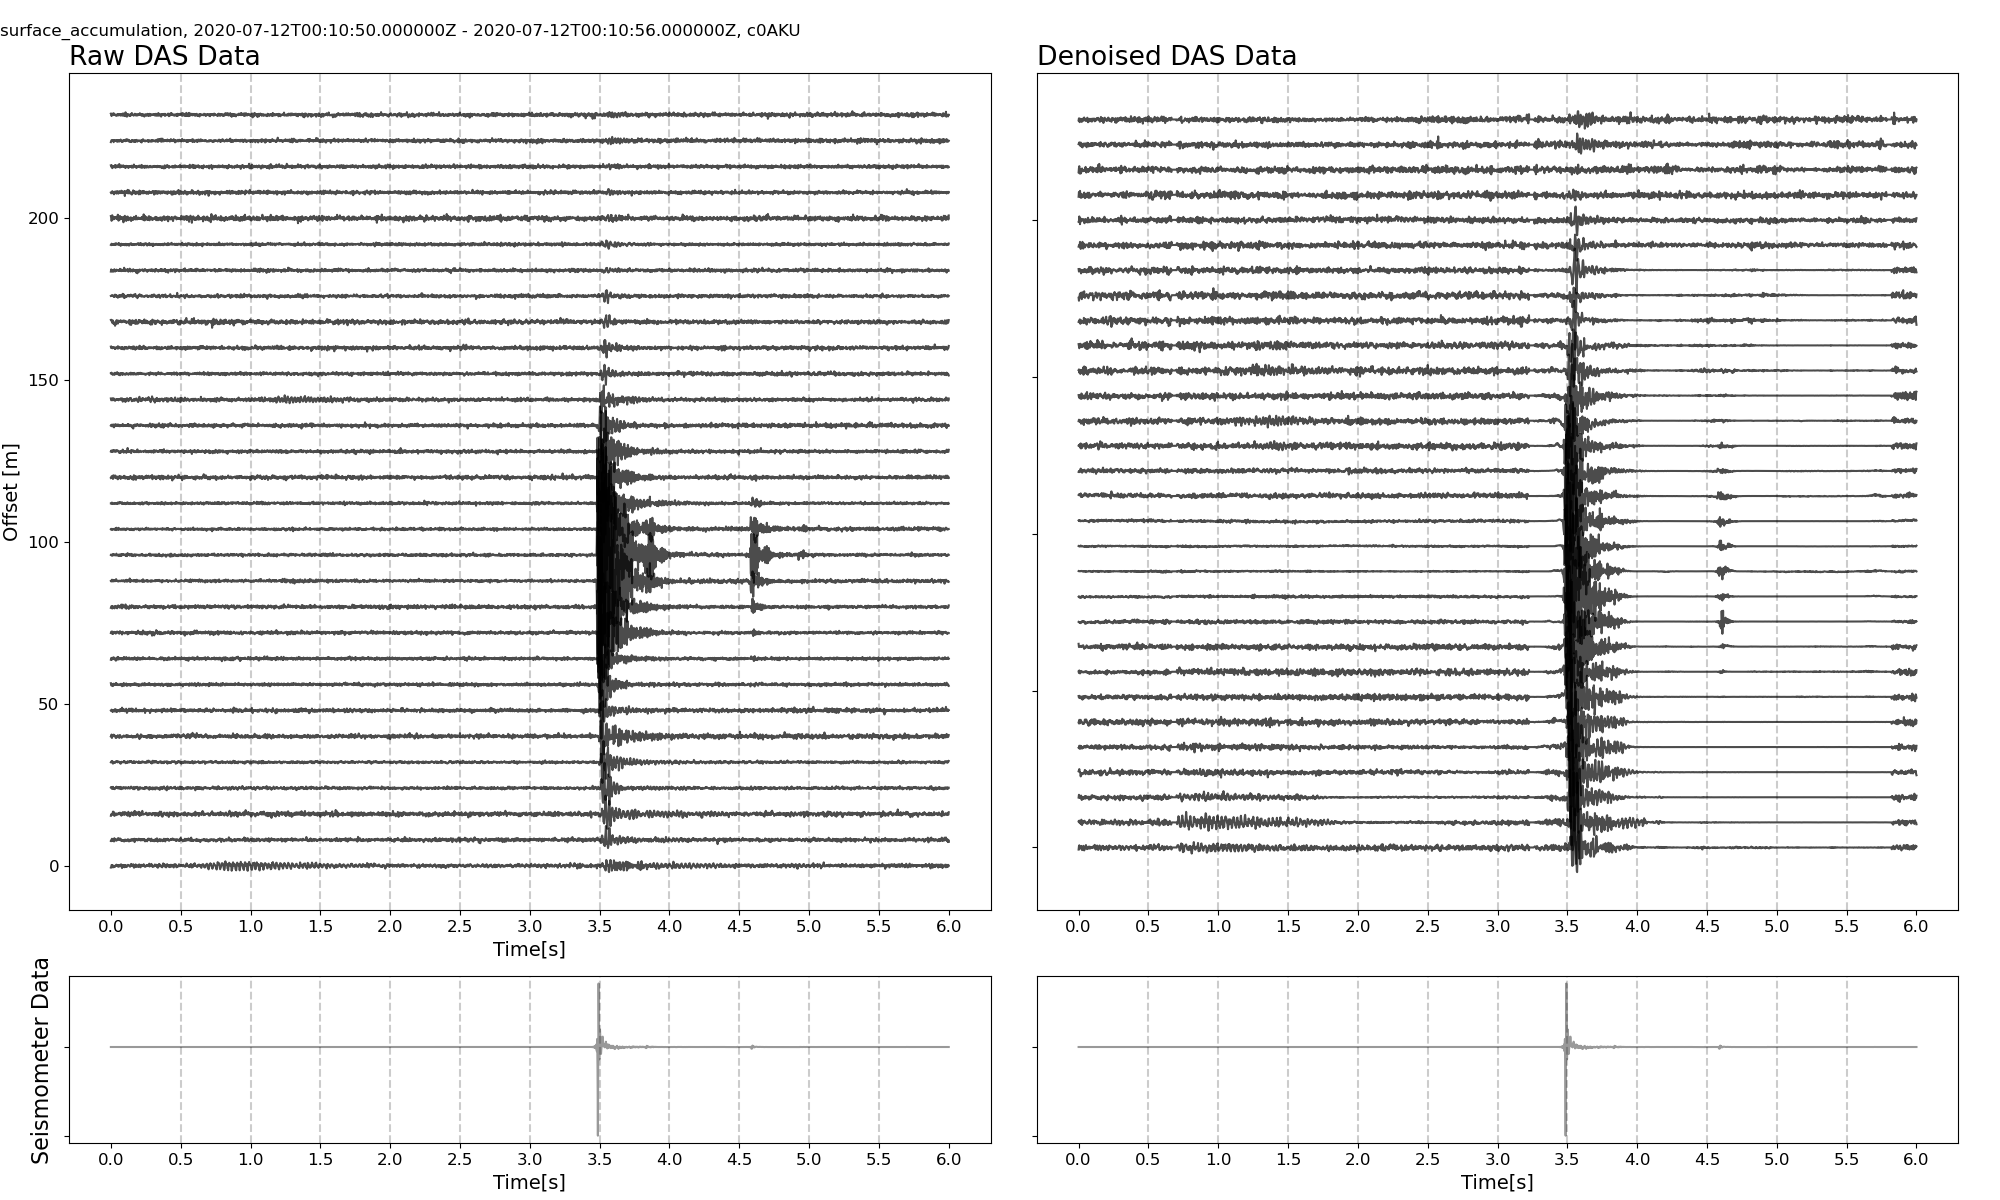 surface_accumulation, 2020-07-12T00:10:50.000000Z - 2020-07-12T00:10:56.000000Z, c0AKU
Raw DAS Data
Denoised DAS Data
Offset [m]
200
150
100
50
0
0.0 0.5 1.0 1.5 2.0 2.5 3.0 3.5 4.0 4.5 5.0 5.5 6.0
Time[s]
0.0 0.5 1.0 1.5 2.0 2.5 3.0 3.5 4.0 4.5 5.0 5.5 6.0
Seismometer Data
0.0 0.5 1.0 1.5 2.0 2.5 3.0 3.5 4.0 4.5 5.0 5.5 6.0
Time[s]
0.0 0.5 1.0 1.5 2.0 2.5 3.0 3.5 4.0 4.5 5.0 5.5 6.0
Time[s]